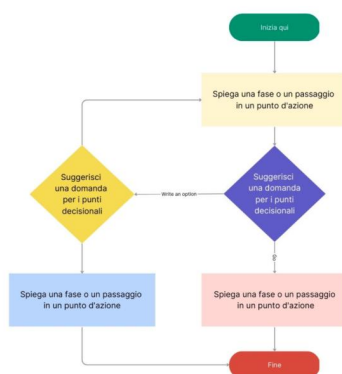 Inizia qui
Spiega una fase o un passaggio
in un punto d'azione
Suggerisci
una domanda
per i punti
decisionali
Write an option
Suggerisci
una domanda
per i punti
decisionali
Spiega una fase o un passaggio
in un punto d'azione
Spiega una fase o un passaggio
in un punto d'azione
Fine